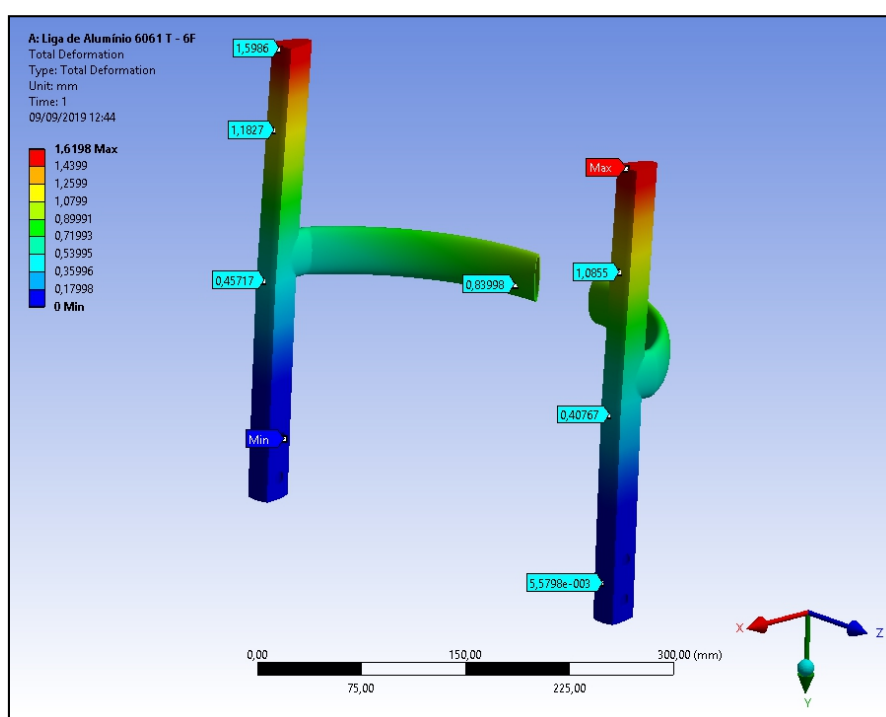 A: Liga de Alumínio 6061 T - 6F
Total Deformation
Type: Total Deformation
Unit: mm
Time: 1
09/09/2019 12:44
1,6198 Max
1,4399
1,2599
1,0799
0,89991
0,71993
0,53995
0,35996
0,17998
0 Min
1,5986
1,1827
Max
1,0855
0,45717
0,83998
0,40767
Min
5,5798e-003
0,00
150,00
300,00 (mm)
75,00
225,00
X
Z
Y